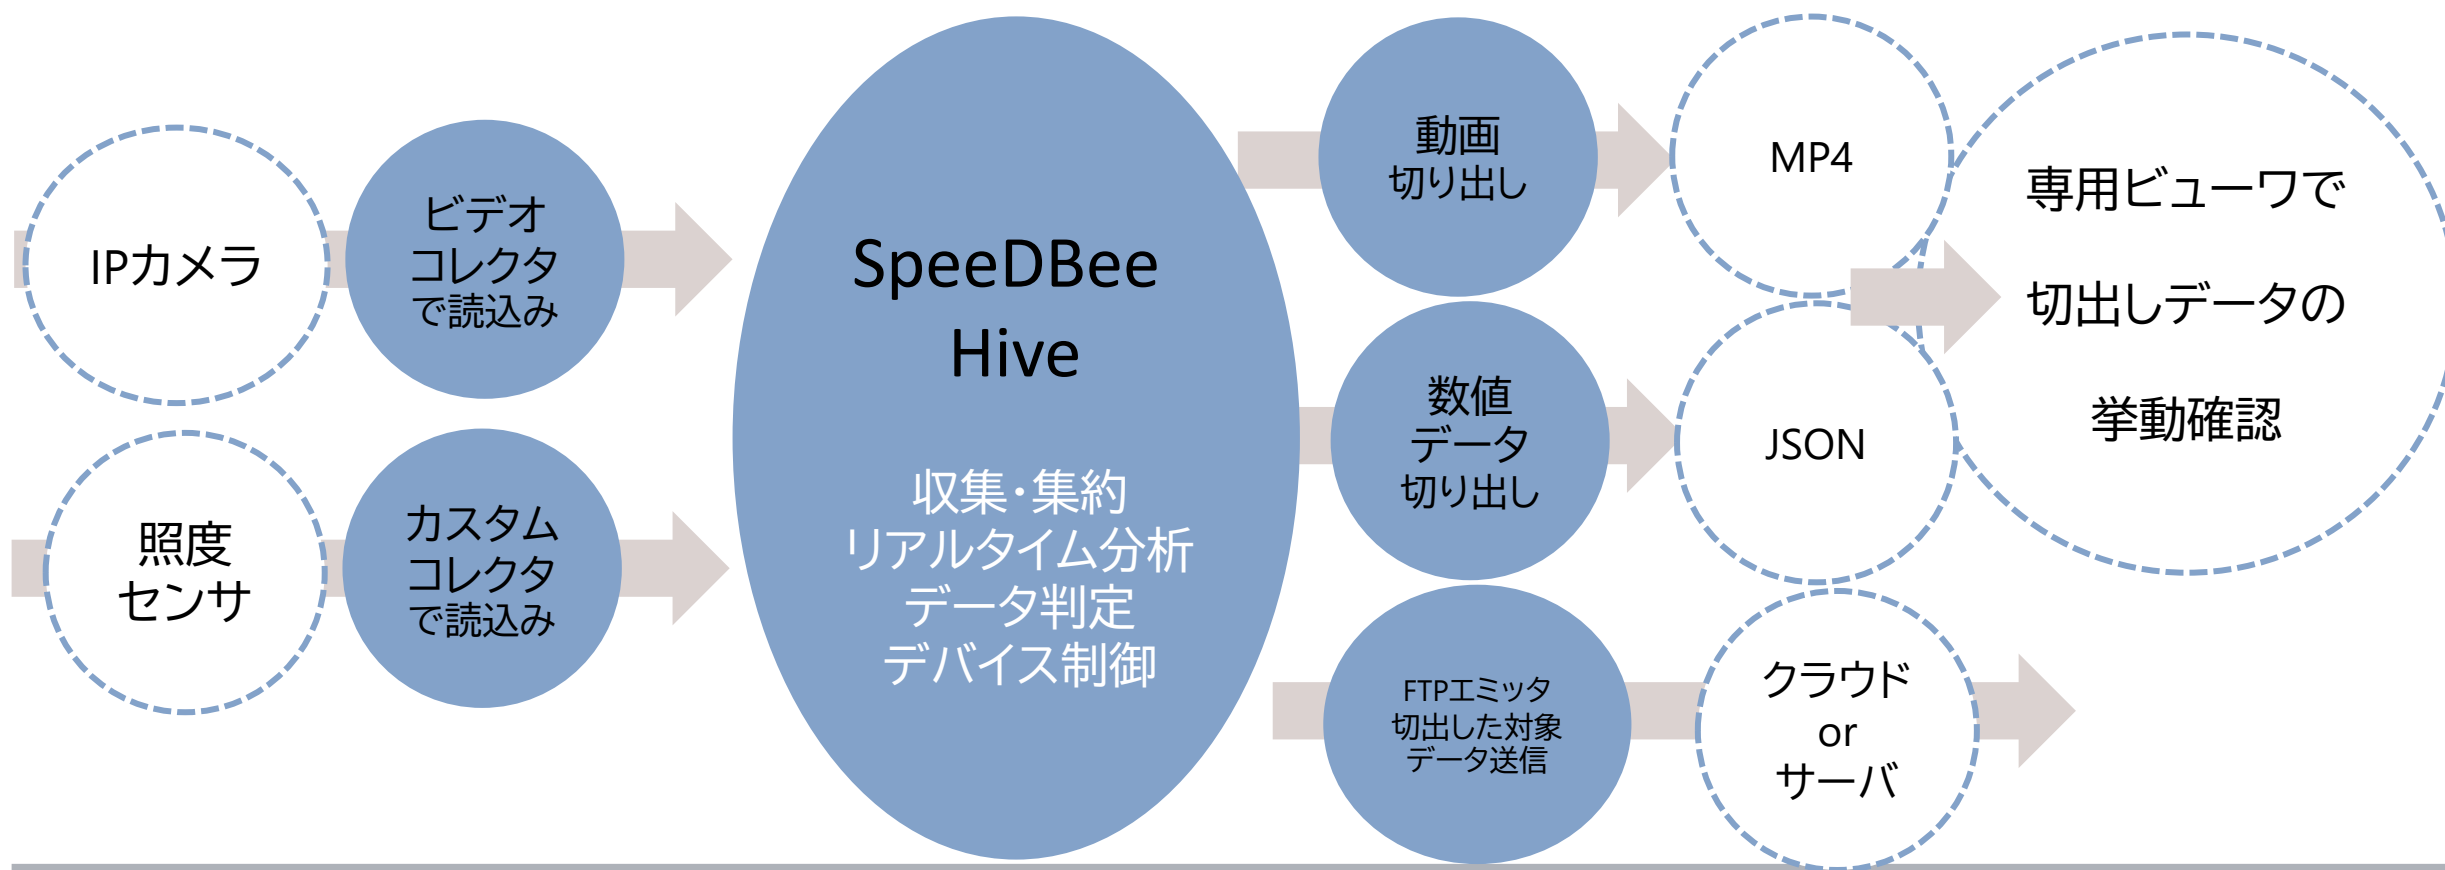 IPカメラ
ビデオ
コレクタ
で読込み
照度
センサ
カスタム
コレクタ
で読込み
SpeeDBee
Hive
収集・集約
リアルタイム分析
データ判定
デバイス制御
動画
切り出し
MP4
数値
データ
切り出し
JSON
専用ビューワで
切出しデータの
挙動確認
FTPエミッタ
切出した対象
データ送信
クラウド
or
サーバ